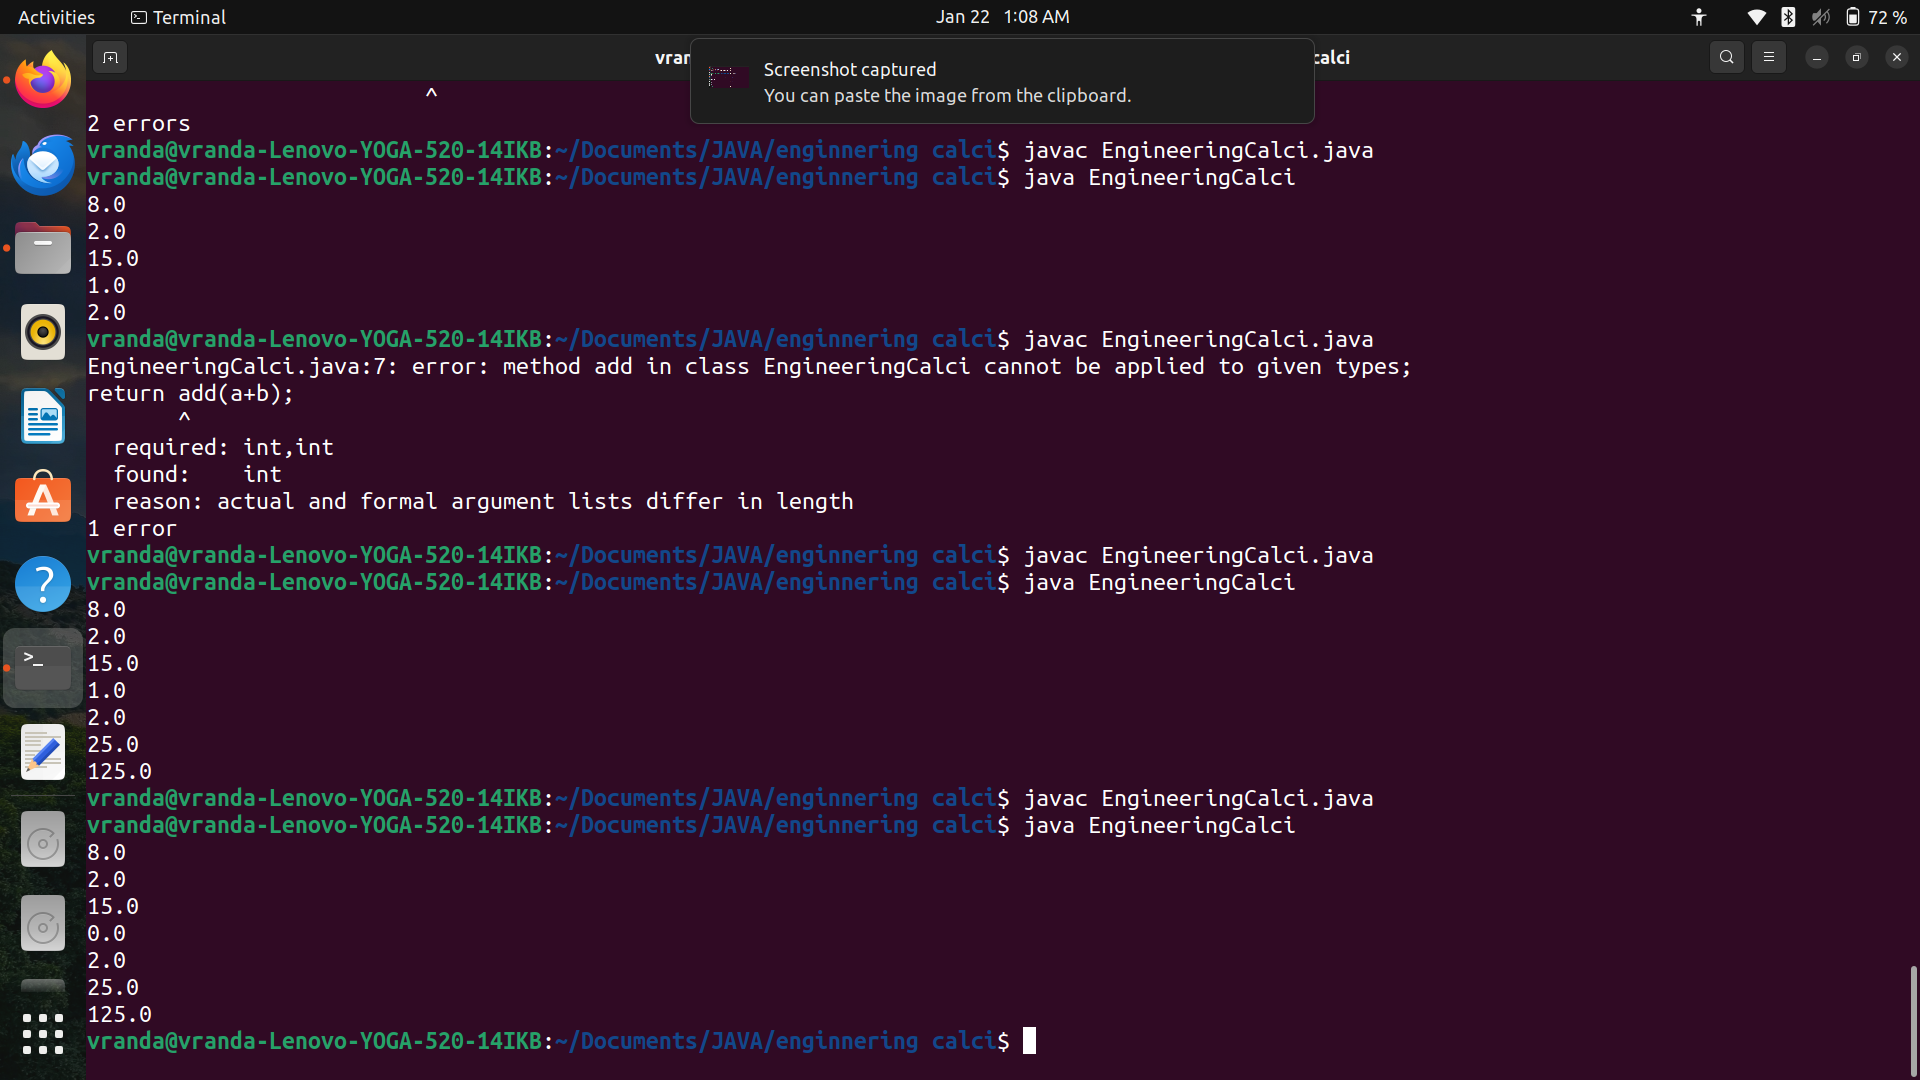 Activities
Terminal
Jan 22 1:08 AM
72 %
vran
calci
Screenshot captured
You can paste the image from the clipboard.
^
2 errors
vranda@vranda-Lenovo-YOGA-520-14IKB:~/Documents/JAVA/enginnering calci$ javac EngineeringCalci.java
vranda@vranda-Lenovo-YOGA-520-14IKB:~/Documents/JAVA/enginnering calci$ java EngineeringCalci
8.0
2.0
15.0
1.0
2.0
vranda@vranda-Lenovo-YOGA-520-14IKB:~/Documents/JAVA/enginnering calci$ javac EngineeringCalci.java
EngineeringCalci.java:7: error: method add in class EngineeringCalci cannot be applied to given types;
return add(a+b);
^
required: int,int
found:    int
reason: actual and formal argument lists differ in length
1 error
vranda@vranda-Lenovo-YOGA-520-14IKB:~/Documents/JAVA/enginnering calci$ javac EngineeringCalci.java
vranda@vranda-Lenovo-YOGA-520-14IKB:~/Documents/JAVA/enginnering calci$ java EngineeringCalci
8.0
2.0
15.0
1.0
2.0
25.0
125.0
vranda@vranda-Lenovo-YOGA-520-14IKB:~/Documents/JAVA/enginnering calci$ javac EngineeringCalci.java
vranda@vranda-Lenovo-YOGA-520-14IKB:~/Documents/JAVA/enginnering calci$ java EngineeringCalci
8.0
2.0
15.0
0.0
2.0
25.0
125.0
vranda@vranda-Lenovo-YOGA-520-14IKB:~/Documents/JAVA/enginnering calci$